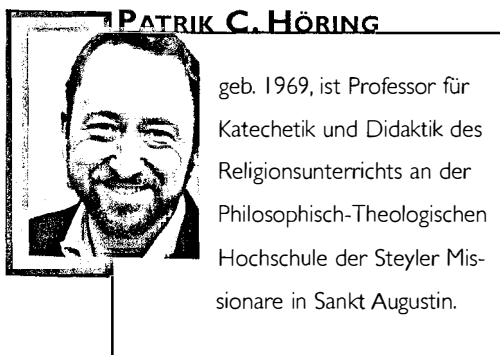 PATRIK C. HÖRING
geb. 1969, ist Professor für
Katechetik und Didaktik des
Religionsunterrichts an der
Philosophisch-Theologischen
Hochschule der Steyler Mis-
sionare in Sankt Augustin.